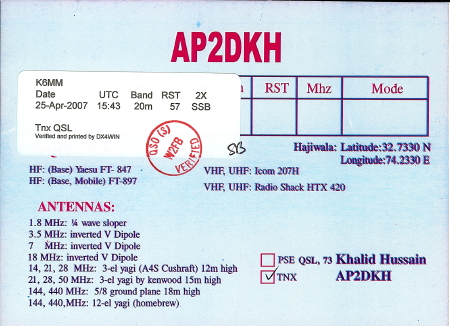 AP2DKH
K6MM
Date UTC Band RST 2X
25-Apr-2007 15:43 20m 57 SSB
Tnx QSL
Verified and printed by DX4WIN
RST Mhz Mode
QSO (S)
W2FB
VERIFIED
SB
Hajiwala: Latitude:32.7330 N
Longitude:74.2330 E
HF: (Base) Yaesu FT- 847
HF: (Base, Mobile) FT-897
VHF, UHF: Icom 207H
VHF, UHF: Radio Shack HTX 420
ANTENNAS:
1.8 MHz: ¼ wave sloper
3.5 MHz: inverted V Dipole
7 MHz: inverted V Dipole
18 MHz: inverted V Dipole
14, 21, 28 MHz: 3-el yagi (A4S Cushraft) 12m high
21, 28, 50 MHz: 3-el yagi by kenwood 15m high
144, 440 MHz: 5/8 ground plane 18m high
144, 440,MHz: 12-el yagi (homebrew)
PSE QSL, 73 Khalid Hussain
TNX AP2DKH